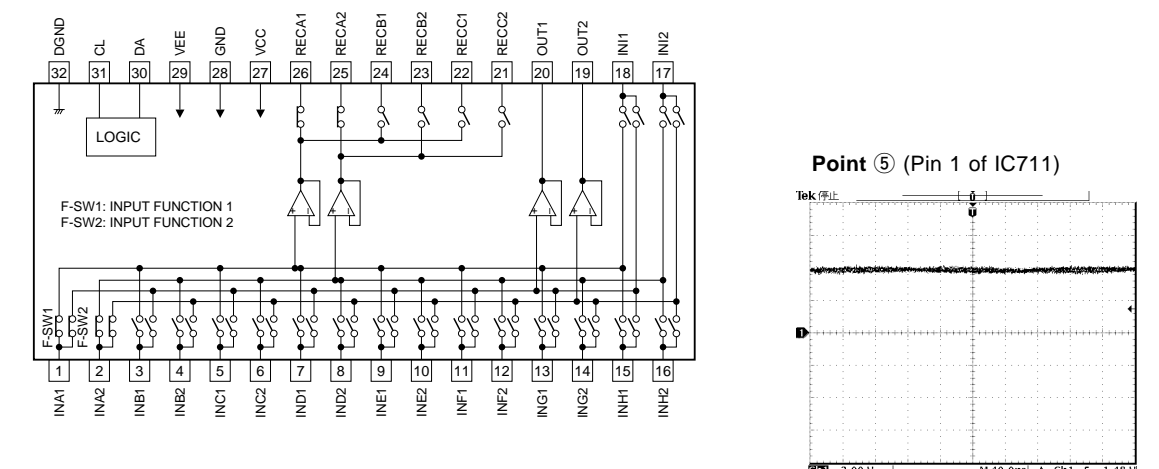 DGND CL DA VEE GND VCC RECA1 RECA2 RECB1 RECB2 RECC1 RECC2 OUT1 OUT2 INI1 INI2
32 31 30 29 28 27 26 25 24 23 22 21 20 19 18 17
LOGIC
F-SW1: INPUT FUNCTION 1
F-SW2: INPUT FUNCTION 2
F-SW1 F-SW2
1 2 3 4 5 6 7 8 9 10 11 12 13 14 15 16
INA1 INA2 INB1 INB2 INC1 INC2 IND1 IND2 INE1 INE2 INF1 INF2 ING1 ING2 INH1 INH2
Point ⑤ (Pin 1 of IC711)
Tek 停止
T
1